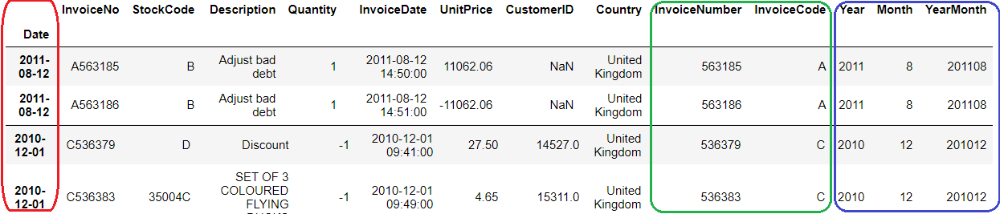 InvoiceNo StockCode Description Quantity InvoiceDate UnitPrice CustomerID Country InvoiceNumber InvoiceCode Year Month YearMonth
Date
2011-08-12 A563185 B Adjust bad debt 1 2011-08-12 14:50:00 11062.06 NaN United Kingdom 563185 A 2011 8 201108
2011-08-12 A563186 B Adjust bad debt 1 2011-08-12 14:51:00 -11062.06 NaN United Kingdom 563186 A 2011 8 201108
2010-12-01 C536379 D Discount -1 2010-12-01 09:41:00 27.50 14527.0 United Kingdom 536379 C 2010 12 201012
2010-12-01 C536383 35004C SET OF 3 COLOURED FLYING -1 2010-12-01 09:49:00 4.65 15311.0 United Kingdom 536383 C 2010 12 201012